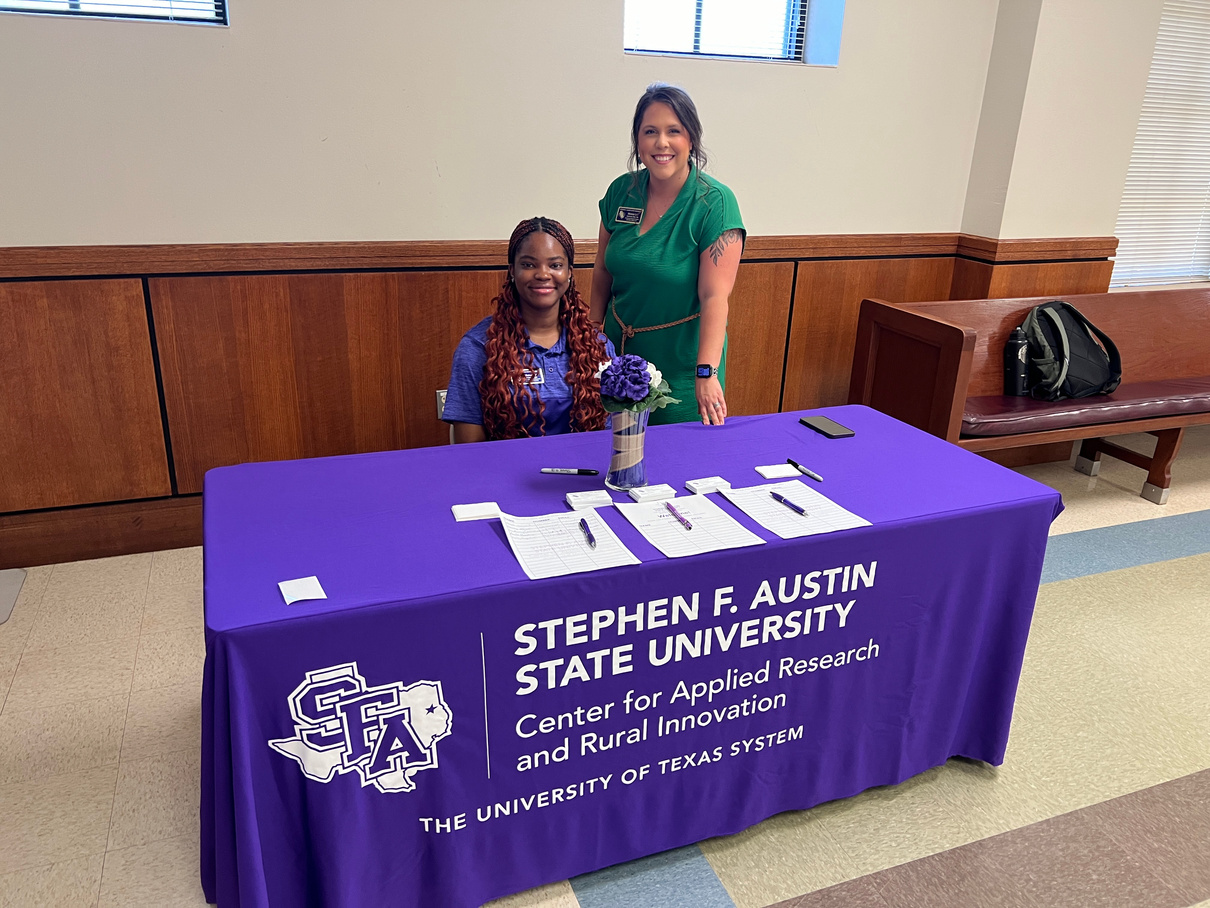 STEPHEN F. AUSTIN
STATE UNIVERSITY
Center for Applied Research
and Rural Innovation
THE UNIVERSITY OF TEXAS SYSTEM
SFA